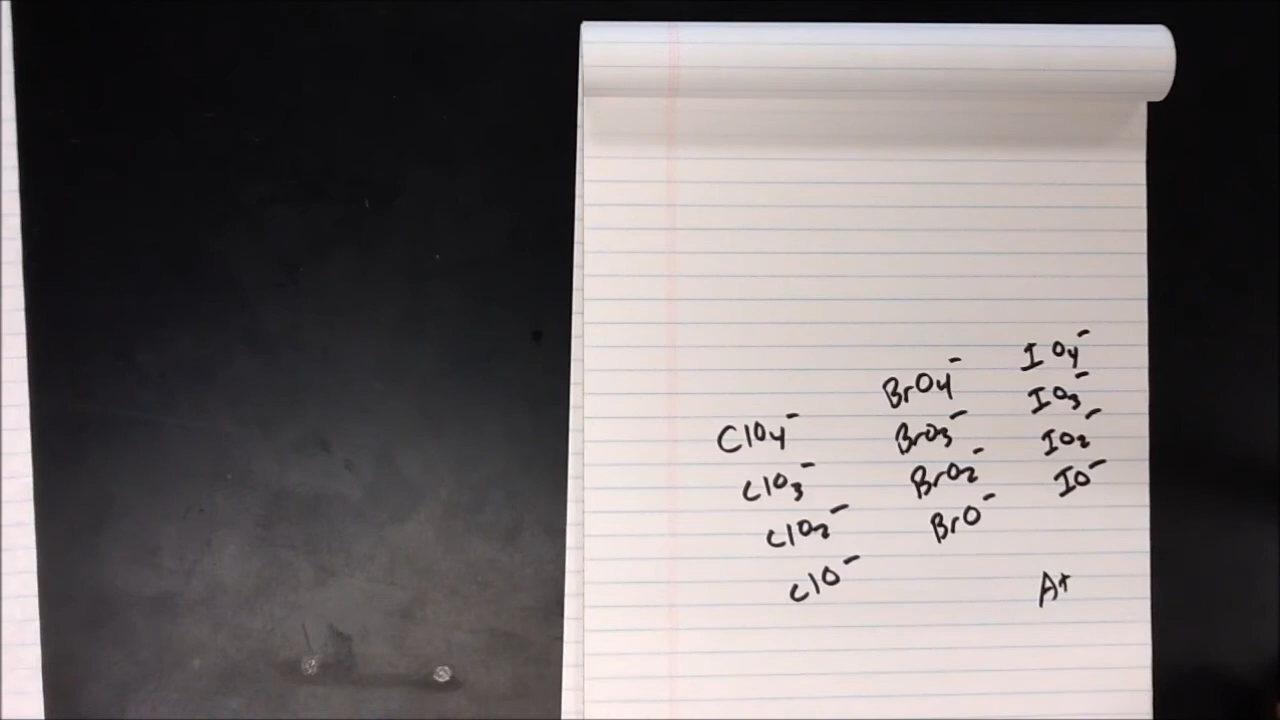 ClO4⁻
ClO3⁻
ClO2⁻
ClO⁻
BrO4⁻
BrO3⁻
BrO2⁻
BrO⁻
IO4⁻
IO3⁻
IO2⁻
IO⁻
At